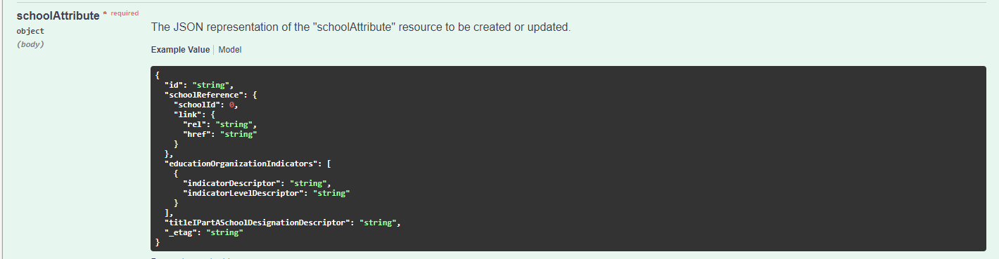 schoolAttribute * required
object
(body)
The JSON representation of the "schoolAttribute" resource to be created or updated.
Example Value | Model
{
  "id": "string",
  "schoolReference": {
    "schoolId": 0,
    "link": {
      "rel": "string",
      "href": "string"
    }
  },
  "educationOrganizationIndicators": [
    {
      "indicatorDescriptor": "string",
      "indicatorLevelDescriptor": "string"
    }
  ],
  "titleIPartASchoolDesignationDescriptor": "string",
  "_etag": "string"
}